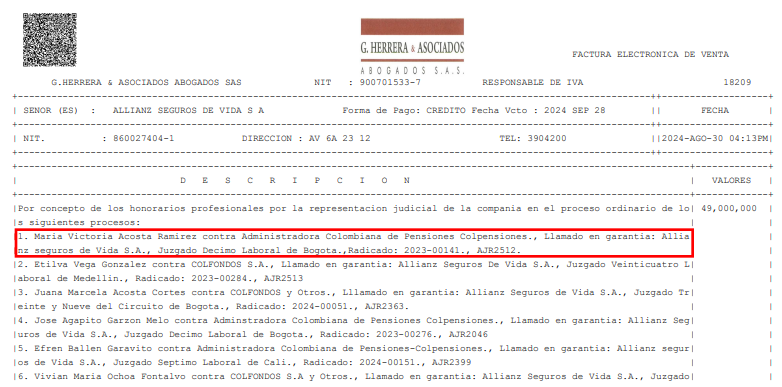 G. HERRERA & ASOCIADOS
ABOGADOS S.A.S.
FACTURA ELECTRONICA DE VENTA
G.HERRERA & ASOCIADOS ABOGADOS SAS NIT : 900701533-7 RESPONSABLE DE IVA 18209
SENOR (ES) : ALLIANZ SEGUROS DE VIDA S A Forma de Pago: CREDITO Fecha Vcto : 2024 SEP 28 || FECHA
NIT. : 860027404-1 DIRECCION : AV 6A 23 12 TEL: 3904200 ||2024-AGO-30 04:13PM|
| D E S C R I P C I O N | VALORES |
|Por concepto de los honorarios profesionales por la representacion judicial de la compania en el proceso ordinario de lo| 49,000,000 |
|s siguientes procesos:
|1. Maria Victoria Acosta Ramirez contra Administradora Colombiana de Pensiones Colpensiones., Llamado en garantia: Allia
|nz seguros de Vida S.A., Juzgado Decimo Laboral de Bogota.,Radicado: 2023-00141., AJR2512.
|2. Etilva Vega Gonzalez contra COLFONDOS S.A., Llamado en garantia: Allianz Seguros De Vida S.A., Juzgado Veinticuatro L|
|aboral de Medellin., Radicado: 2023-00284., AJR2513
|3. Juana Marcela Acosta Cortes contra COLFONDOS y Otros., Lllamado en garantia: Allianz Seguros de Vida S.A., Juzgado Tr|
|einte y Nueve del Circuito de Bogota., Radicado: 2024-00051., AJR2363.
|4. Jose Agapito Garzon Melo contra Adminstradora Colombiana de Pensiones Colpensiones., Llamado en garantia: Allianz Seg|
|uros de Vida S.A., Juzgado Decimo Laboral de Bogota., Radicado: 2023-00276., AJR2046
|5. Efren Ballen Garavito contra Administradora Colombiana de Pensiones-Colpensiones., Llamado en garantia: Allianz segur|
|os de Vida S.A., Juzgado Septimo Laboral de Cali., Radicado: 2024-00151., AJR2399
|6. Vivian Maria Ochoa Fontalvo contra COLFONDOS S.A y Otros., Llamado en garantia: Allianz Seguros de Vida S.A., Juzgado|